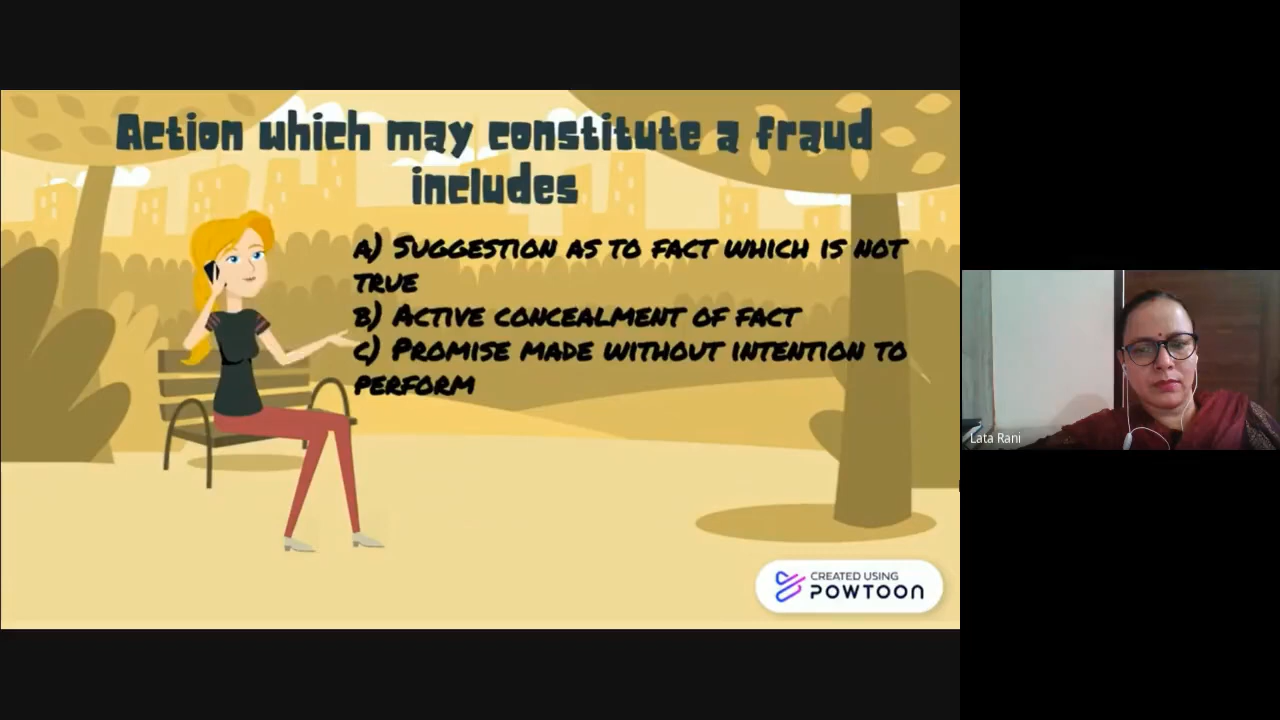 Action which may constitute a fraud
includes
a) Suggestion as to fact which is not
true
b) Active concealment of fact
c) Promise made without intention to
perform
CREATED USING
POWTOON
Lata Rani